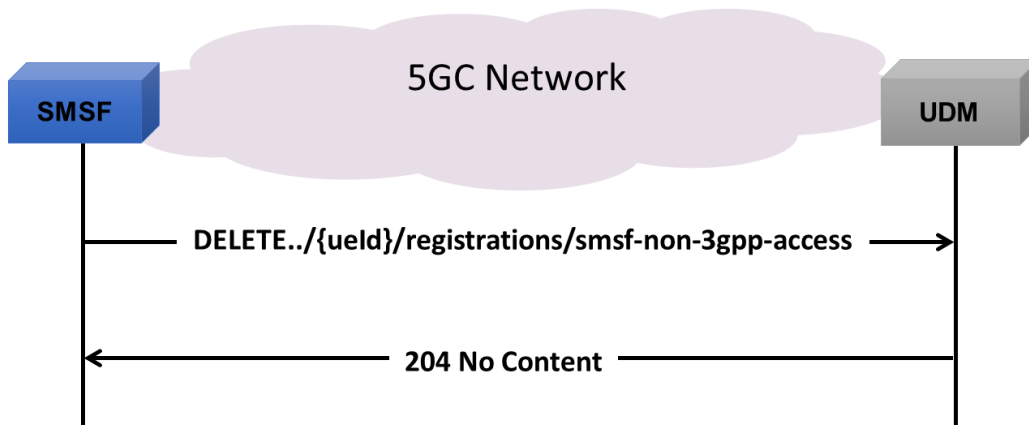 5GC Network
SMSF
UDM
DELETE../{ueId}/registrations/smsf-non-3gpp-access
204 No Content